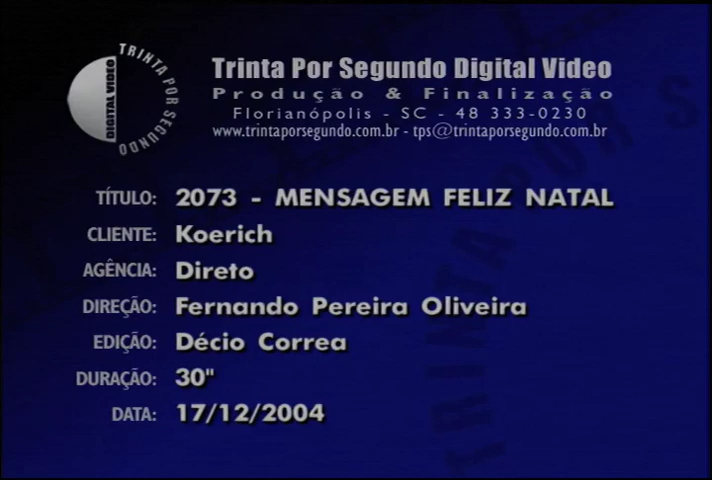 TRINTA POR SEGUNDO
DIGITAL VIDEO
Trinta Por Segundo Digital Video
Produção & Finalização
Florianópolis - SC - 48 333-0230
www.trintaporsegundo.com.br - tps@trintaporsegundo.com.br
TÍTULO: 2073 - MENSAGEM FELIZ NATAL
CLIENTE: Koerich
AGÊNCIA: Direto
DIREÇÃO: Fernando Pereira Oliveira
EDIÇÃO: Décio Correa
DURAÇÃO: 30"
DATA: 17/12/2004
TRINTA POR S